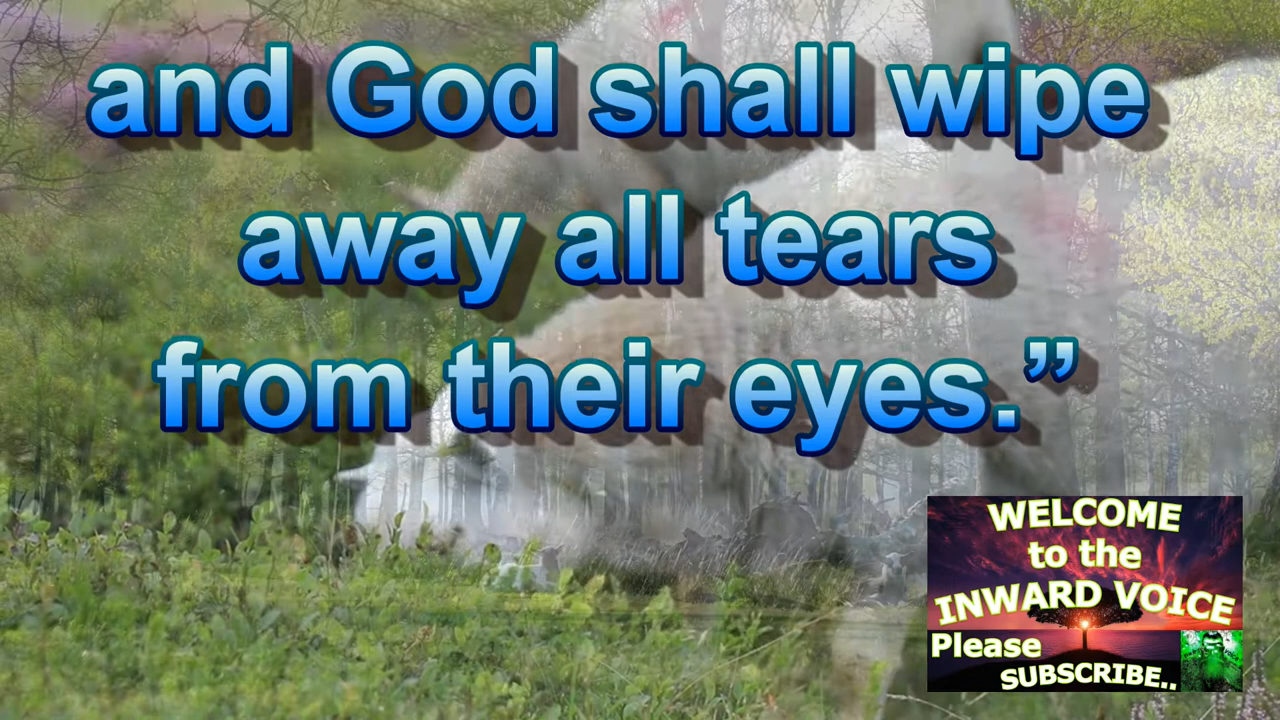 and God shall wipe
away all tears
from their eyes.”
WELCOME
to the
INWARD VOICE
Please
SUBSCRIBE..